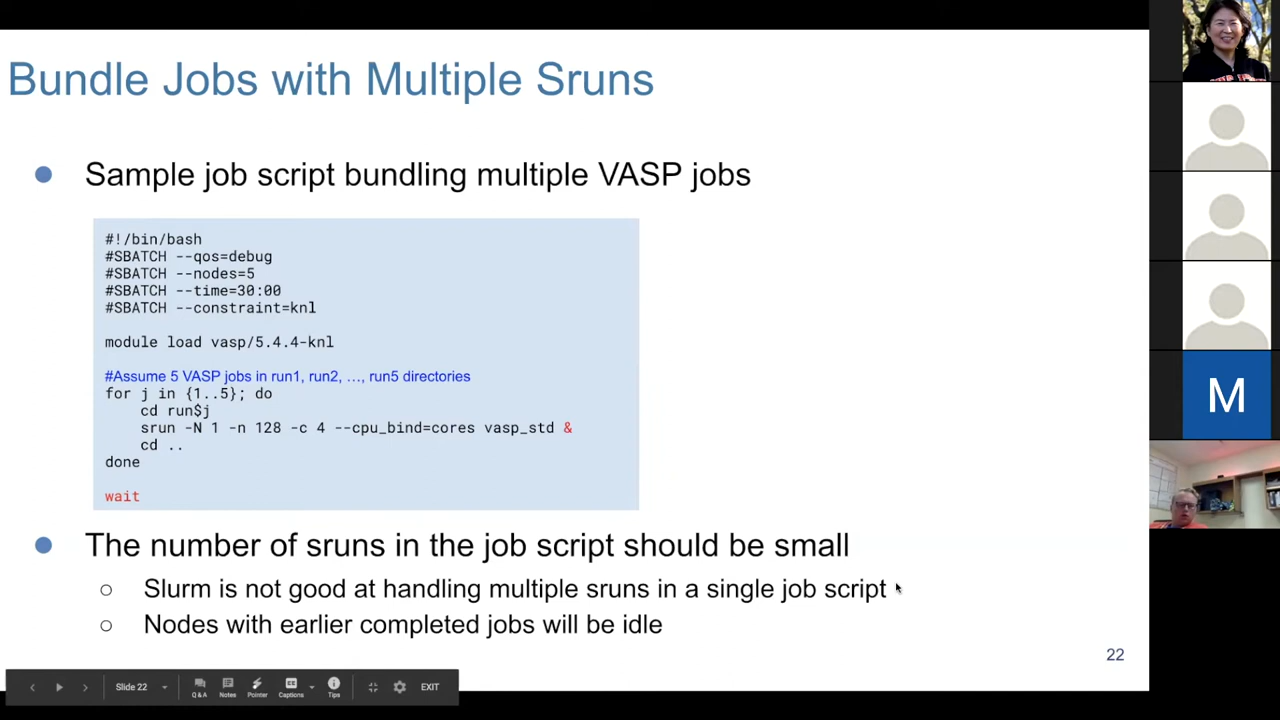 Bundle Jobs with Multiple Sruns
● Sample job script bundling multiple VASP jobs
#!/bin/bash
#SBATCH --qos=debug
#SBATCH --nodes=5
#SBATCH --time=30:00
#SBATCH --constraint=knl
module load vasp/5.4.4-knl
#Assume 5 VASP jobs in run1, run2, …, run5 directories
for j in {1..5}; do
cd run$j
srun -N 1 -n 128 -c 4 --cpu_bind=cores vasp_std &
cd ..
done
wait
● The number of sruns in the job script should be small
○ Slurm is not good at handling multiple sruns in a single job script
○ Nodes with earlier completed jobs will be idle
22
Slide 22
Q & A
Notes
Pointer
CC
Captions
Tips
EXIT
M